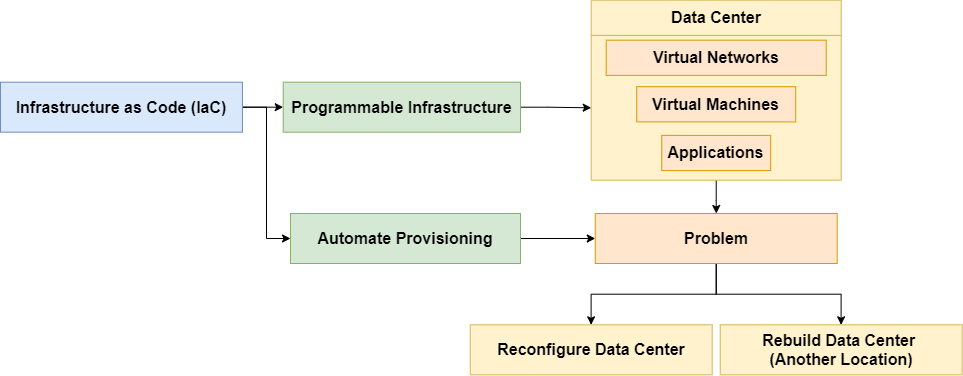 Data Center
Virtual Networks
Infrastructure as Code (IaC)
Programmable Infrastructure
Virtual Machines
Applications
Automate Provisioning
Problem
Reconfigure Data Center
Rebuild Data Center
(Another Location)